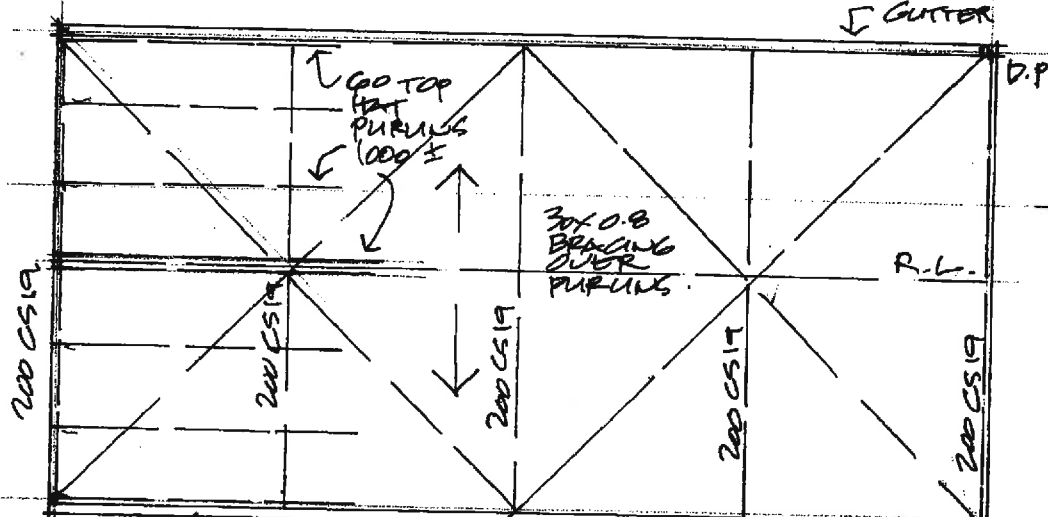 GUTTER
D.P
60 TOP
HAT
PURLINS
1000 ±
30x0.8
BRACING
OVER
PURLINS.
R.L.
200 CS19
200 CS19
200 CS19
200 CS19
200 CS19